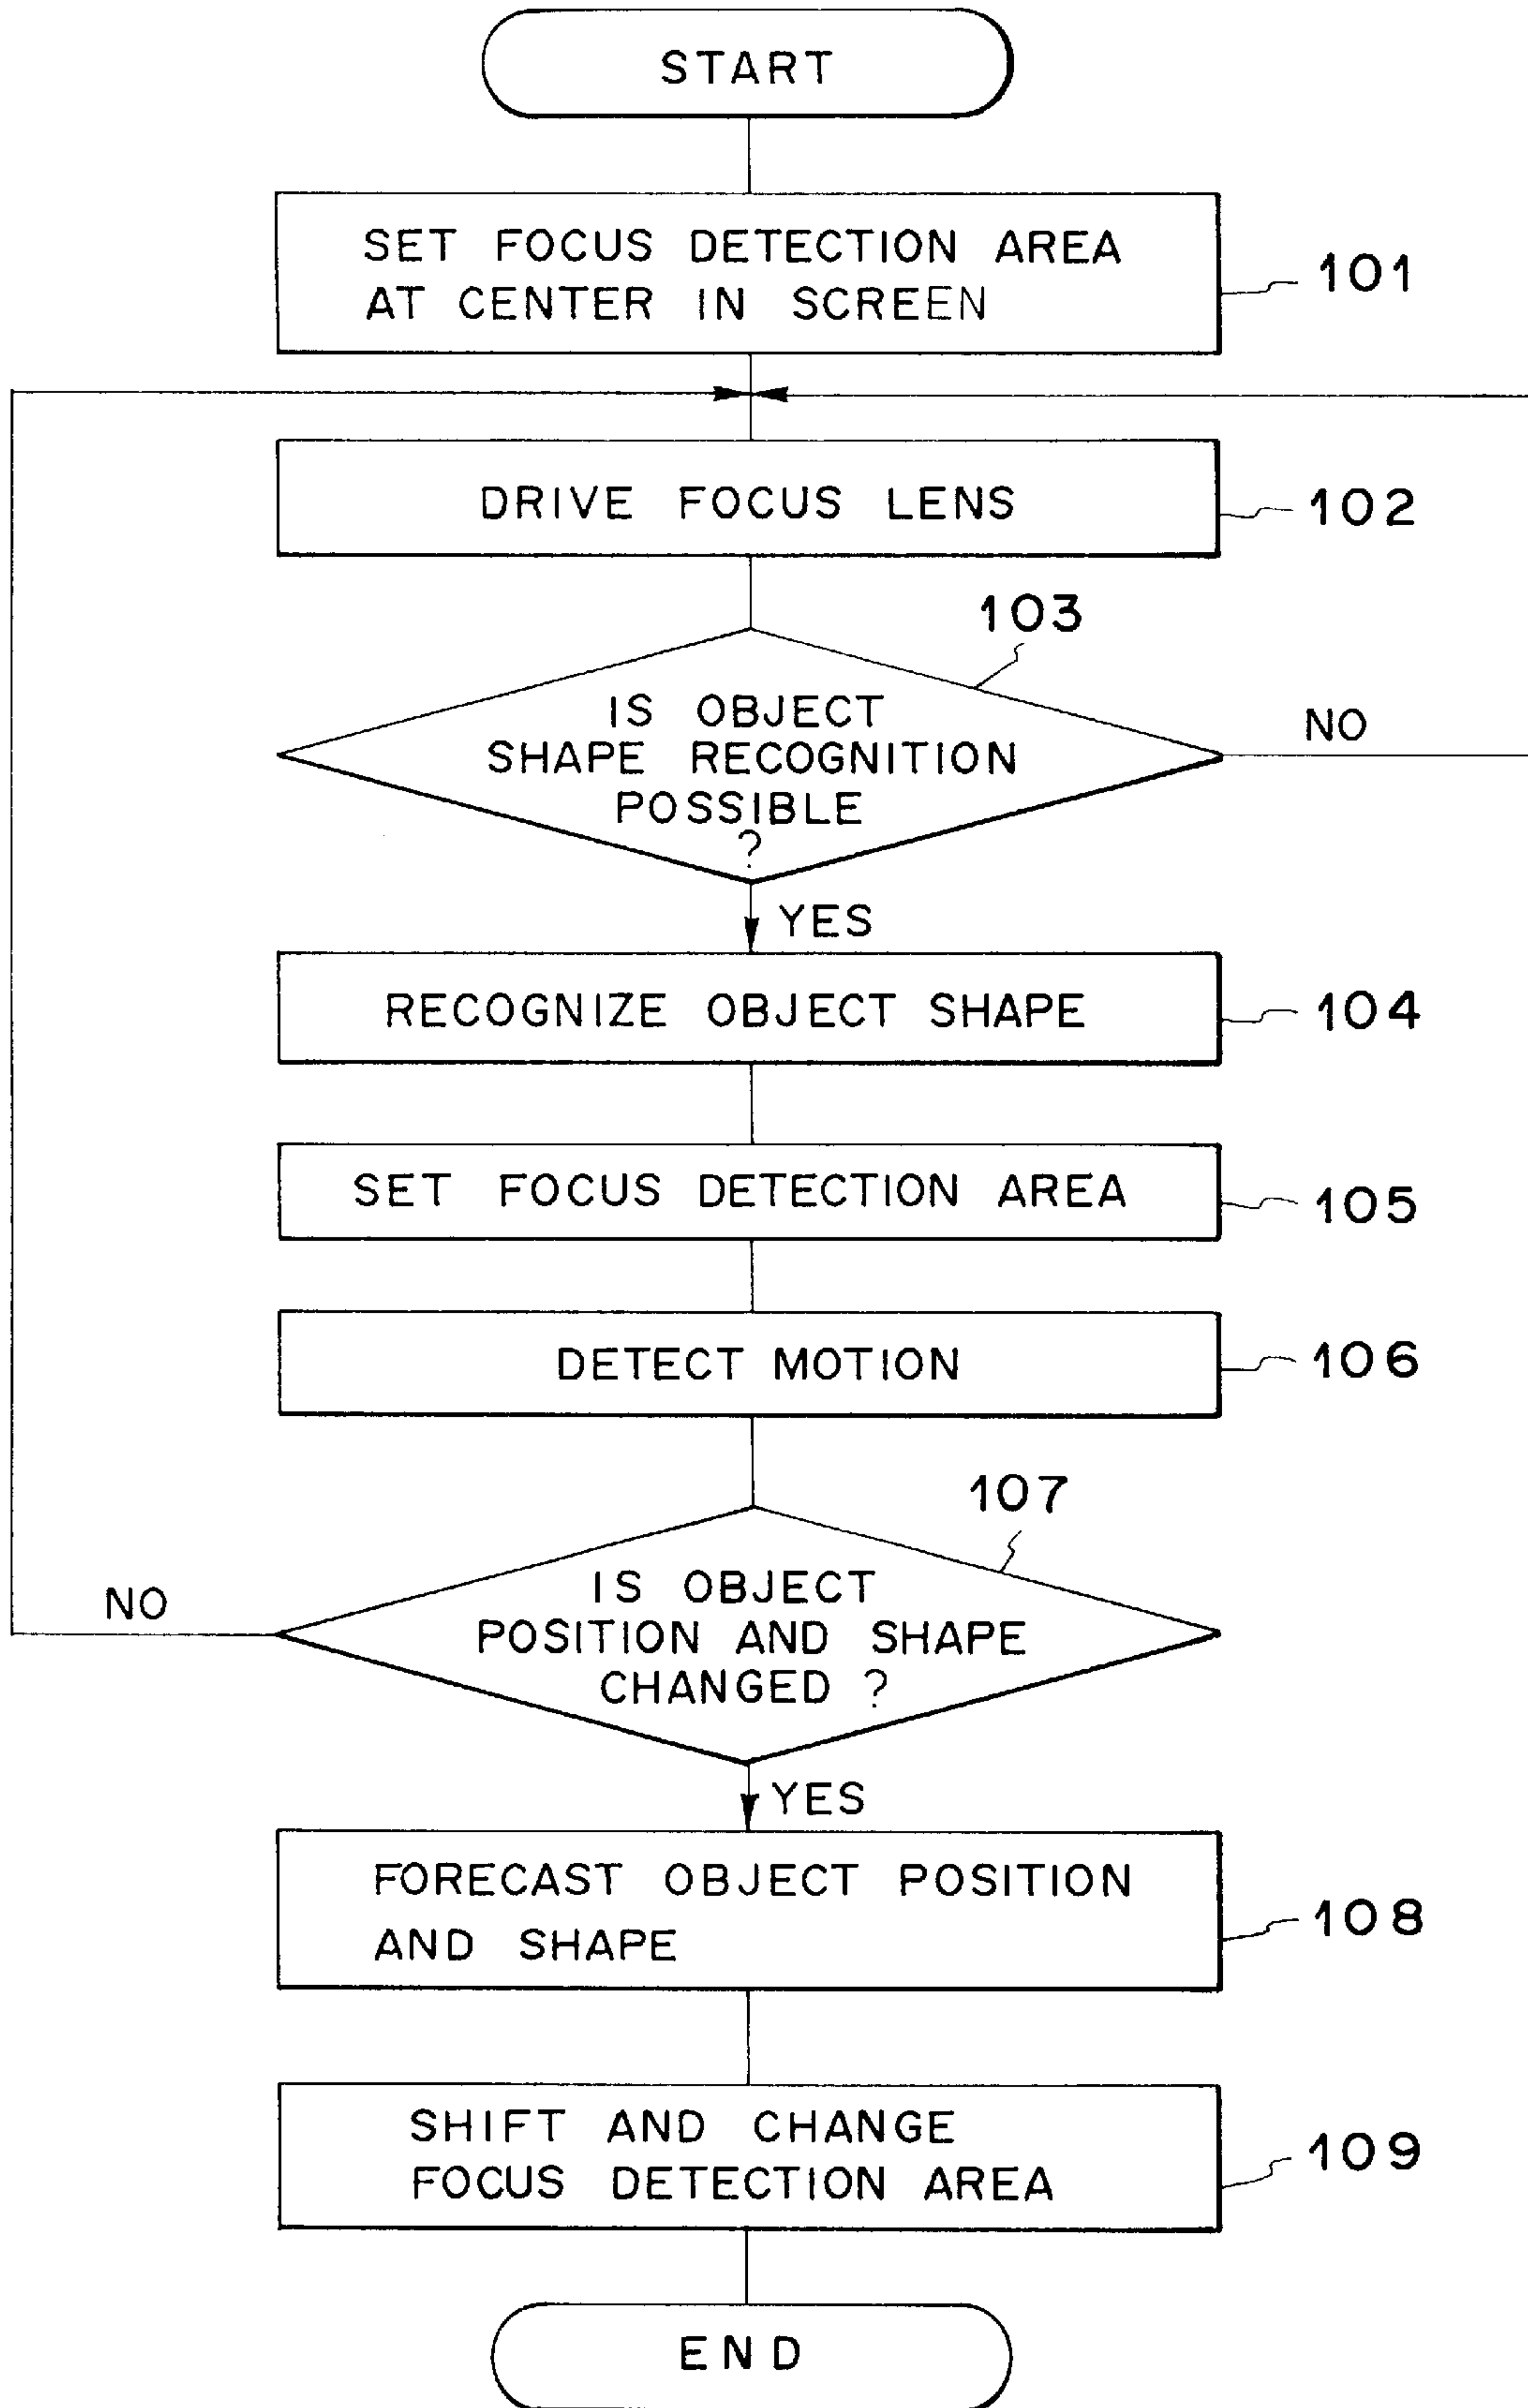 START
SET FOCUS DETECTION AREA
AT CENTER IN SCREEN
101
DRIVE FOCUS LENS
102
103
IS OBJECT
SHAPE RECOGNITION
POSSIBLE
?
NO
YES
RECOGNIZE OBJECT SHAPE
104
SET FOCUS DETECTION AREA
105
DETECT MOTION
106
107
IS OBJECT
POSITION AND SHAPE
CHANGED ?
NO
YES
FORECAST OBJECT POSITION
AND SHAPE
108
SHIFT AND CHANGE
FOCUS DETECTION AREA
109
END